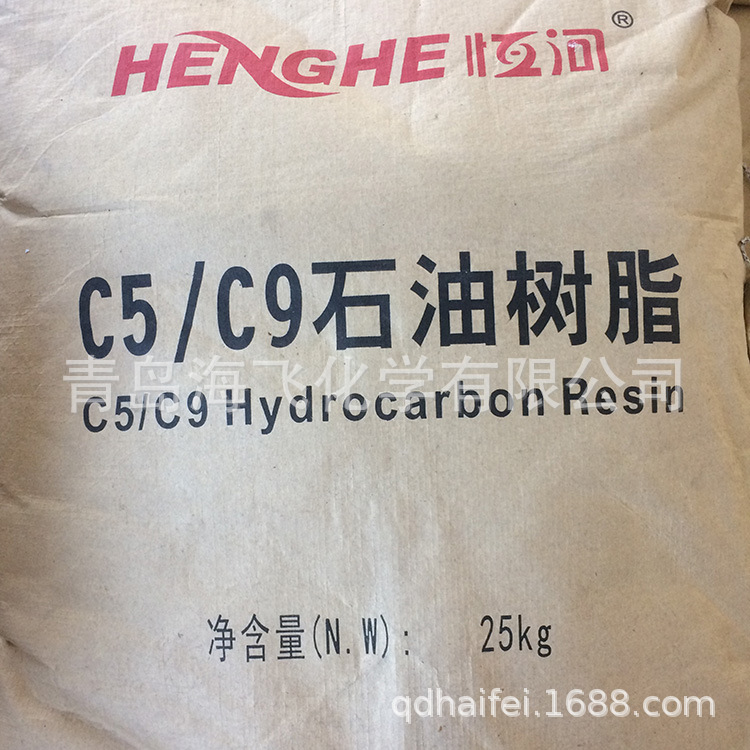 HENGHE 恒河®
C5/C9石油树脂
青岛海飞化学有限公司
C5/C9 Hydrocarbon Resin
净含量(N.W): 25kg
qdhaifei.1688.com